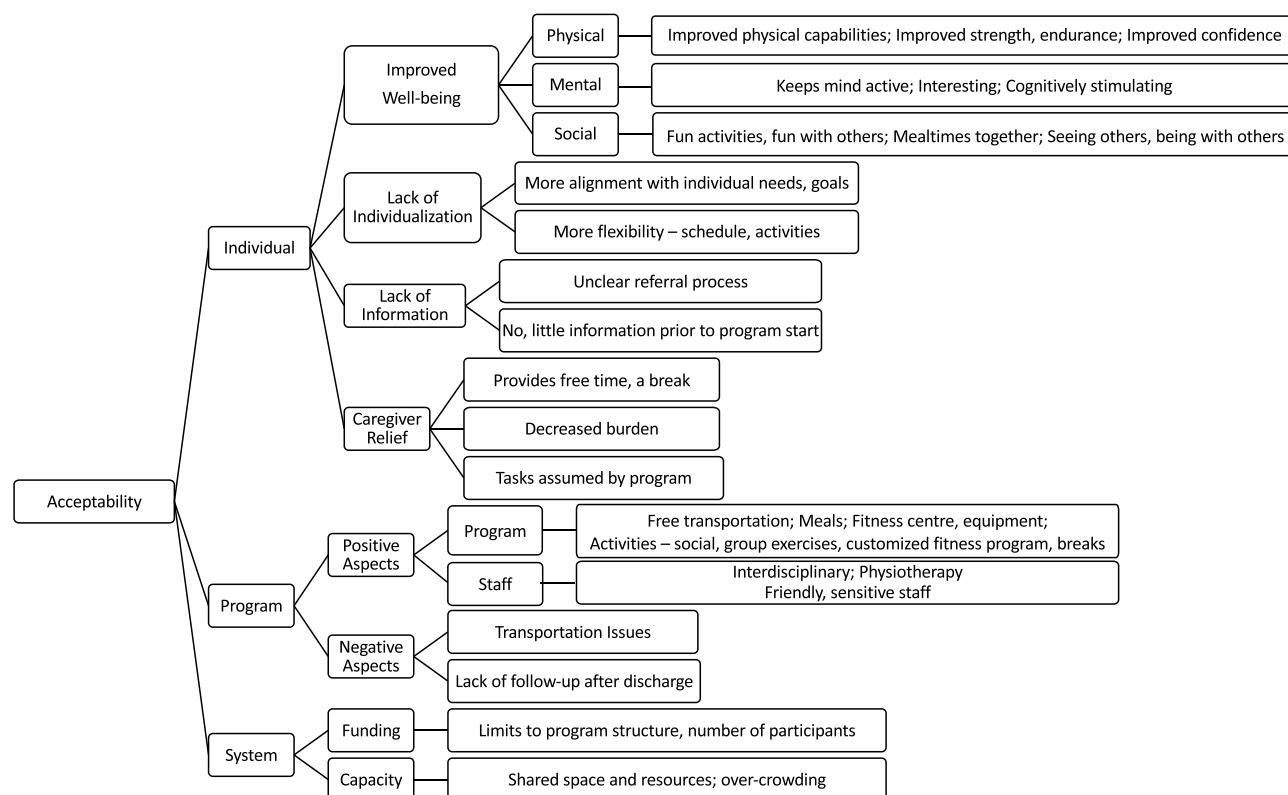 Physical
Improved physical capabilities; Improved strength, endurance; Improved confidence
Improved
Well-being
Mental
Keeps mind active; Interesting; Cognitively stimulating
Social
Fun activities, fun with others; Mealtimes together; Seeing others, being with others
Lack of
Individualization
More alignment with individual needs, goals
More flexibility – schedule, activities
Individual
Lack of
Information
Unclear referral process
No, little information prior to program start
Caregiver
Relief
Provides free time, a break
Decreased burden
Tasks assumed by program
Acceptability
Positive
Aspects
Program
Free transportation; Meals; Fitness centre, equipment;
Activities – social, group exercises, customized fitness program, breaks
Staff
Interdisciplinary; Physiotherapy
Friendly, sensitive staff
Program
Negative
Aspects
Transportation Issues
Lack of follow-up after discharge
System
Funding
Limits to program structure, number of participants
Capacity
Shared space and resources; over-crowding